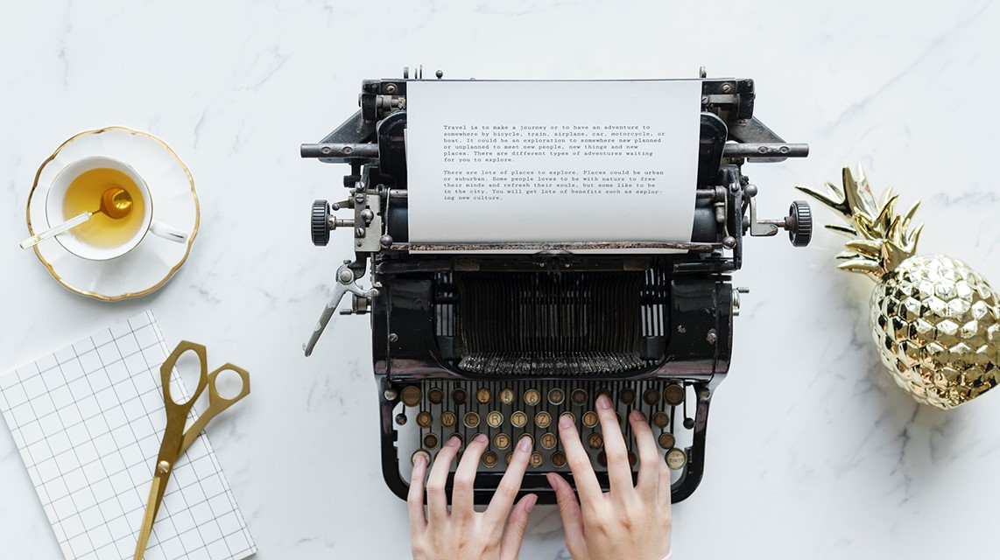 Travel is to make a journey or to have an adventure to
somewhere by bicycle, train, airplane, car, motorcycle, or
boat. It could be an exploration to somewhere new planned
or unplanned to meet new people, new things and new
places. There are different types of adventures waiting
for you to explore.
There are lots of places to explore. Places could be urban
or suburban. Some people loves to be with nature to free
their minds and refresh their souls, but some like to be
in the city. You will get lots of benefits such as explor-
ing new culture.
4 5 6
W E R T Z
F H K
B